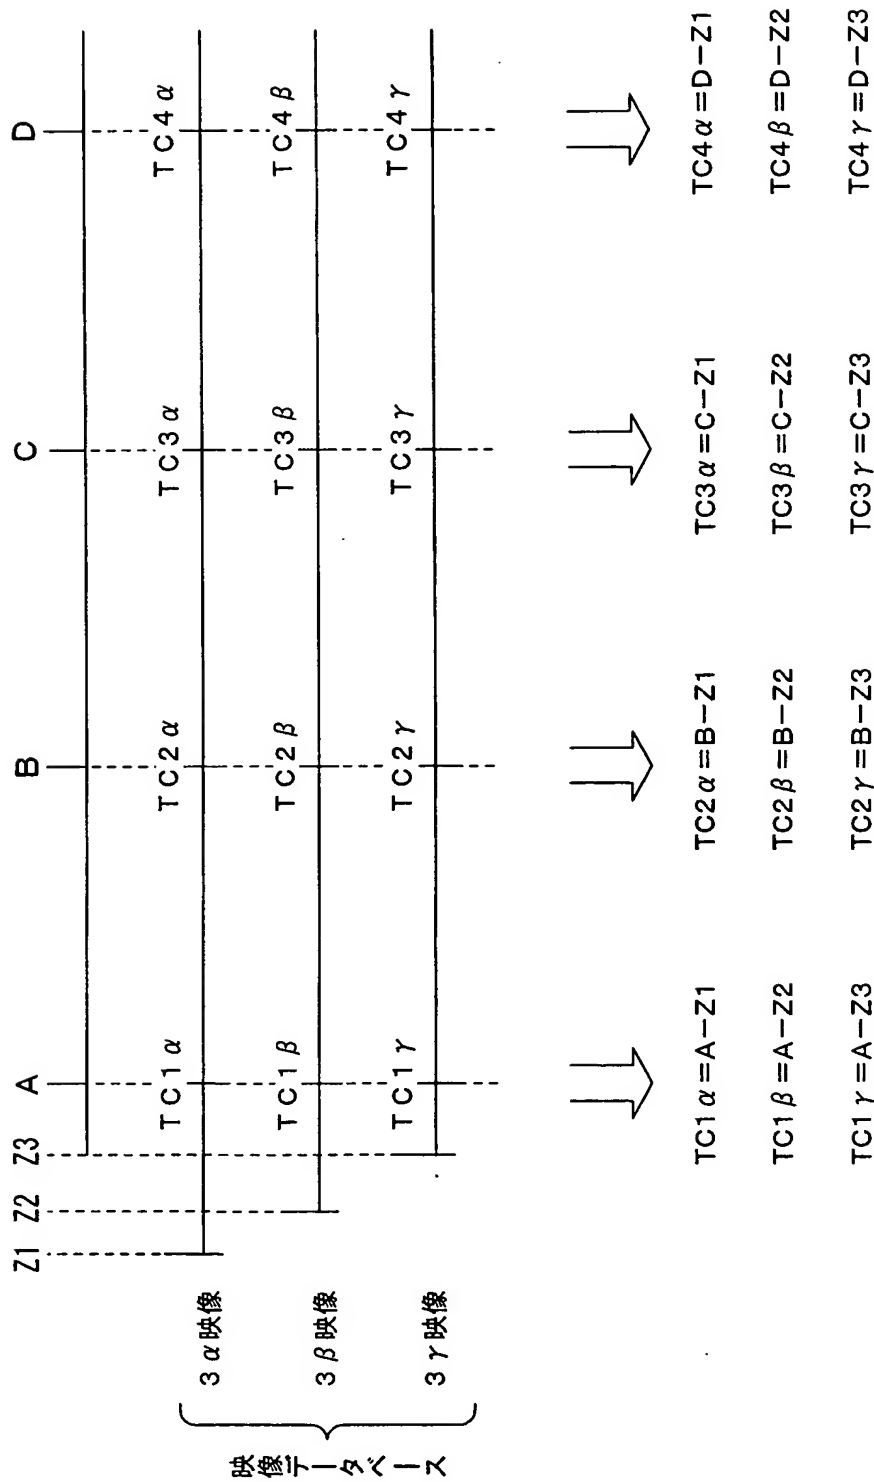 Z1 Z2 Z3 A B C D
TC1α TC2α TC3α TC4α
3α映像
TC1β TC2β TC3β TC4β
3β映像
TC1γ TC2γ TC3γ TC4γ
3γ映像
映像データベース
TC1α=A−Z1 TC2α=B−Z1 TC3α=C−Z1 TC4α=D−Z1
TC1β=A−Z2 TC2β=B−Z2 TC3β=C−Z2 TC4β=D−Z2
TC1γ=A−Z3 TC2γ=B−Z3 TC3γ=C−Z3 TC4γ=D−Z3